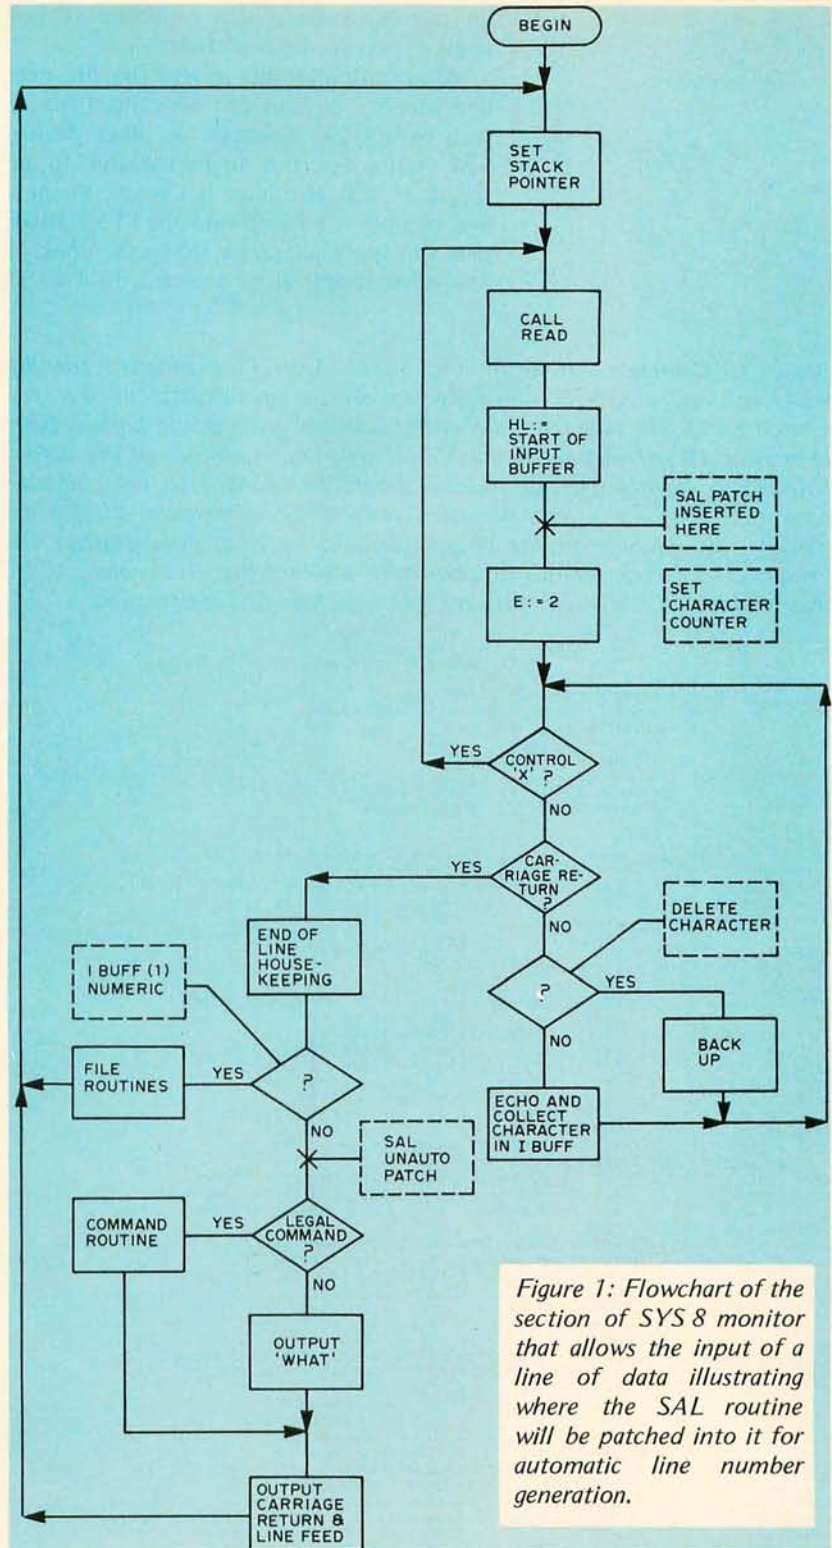 BEGIN
SET
STACK
POINTER
CALL
READ
HL:=
START OF
INPUT
BUFFER
SAL PATCH
INSERTED
HERE
E:=2
SET
CHARACTER
COUNTER
YES
CONTROL
'X' ?
NO
YES
CAR-
RIAGE RE-
TURN
?
NO
DELETE
CHARACTER
END OF
LINE
HOUSE-
KEEPING
I BUFF (1)
NUMERIC
?
YES
NO
BACK
UP
FILE
ROUTINES
YES
?
NO
ECHO AND
COLLECT
CHARACTER
IN I BUFF
SAL
UNAUTO
PATCH
COMMAND
ROUTINE
YES
LEGAL
COMMAND
?
NO
OUTPUT
'WHAT'
OUTPUT
CARRIAGE
RETURN &
LINE FEED
Figure 1: Flowchart of the
section of SYS 8 monitor
that allows the input of a
line of data illustrating
where the SAL routine
will be patched into it for
automatic line number
generation.